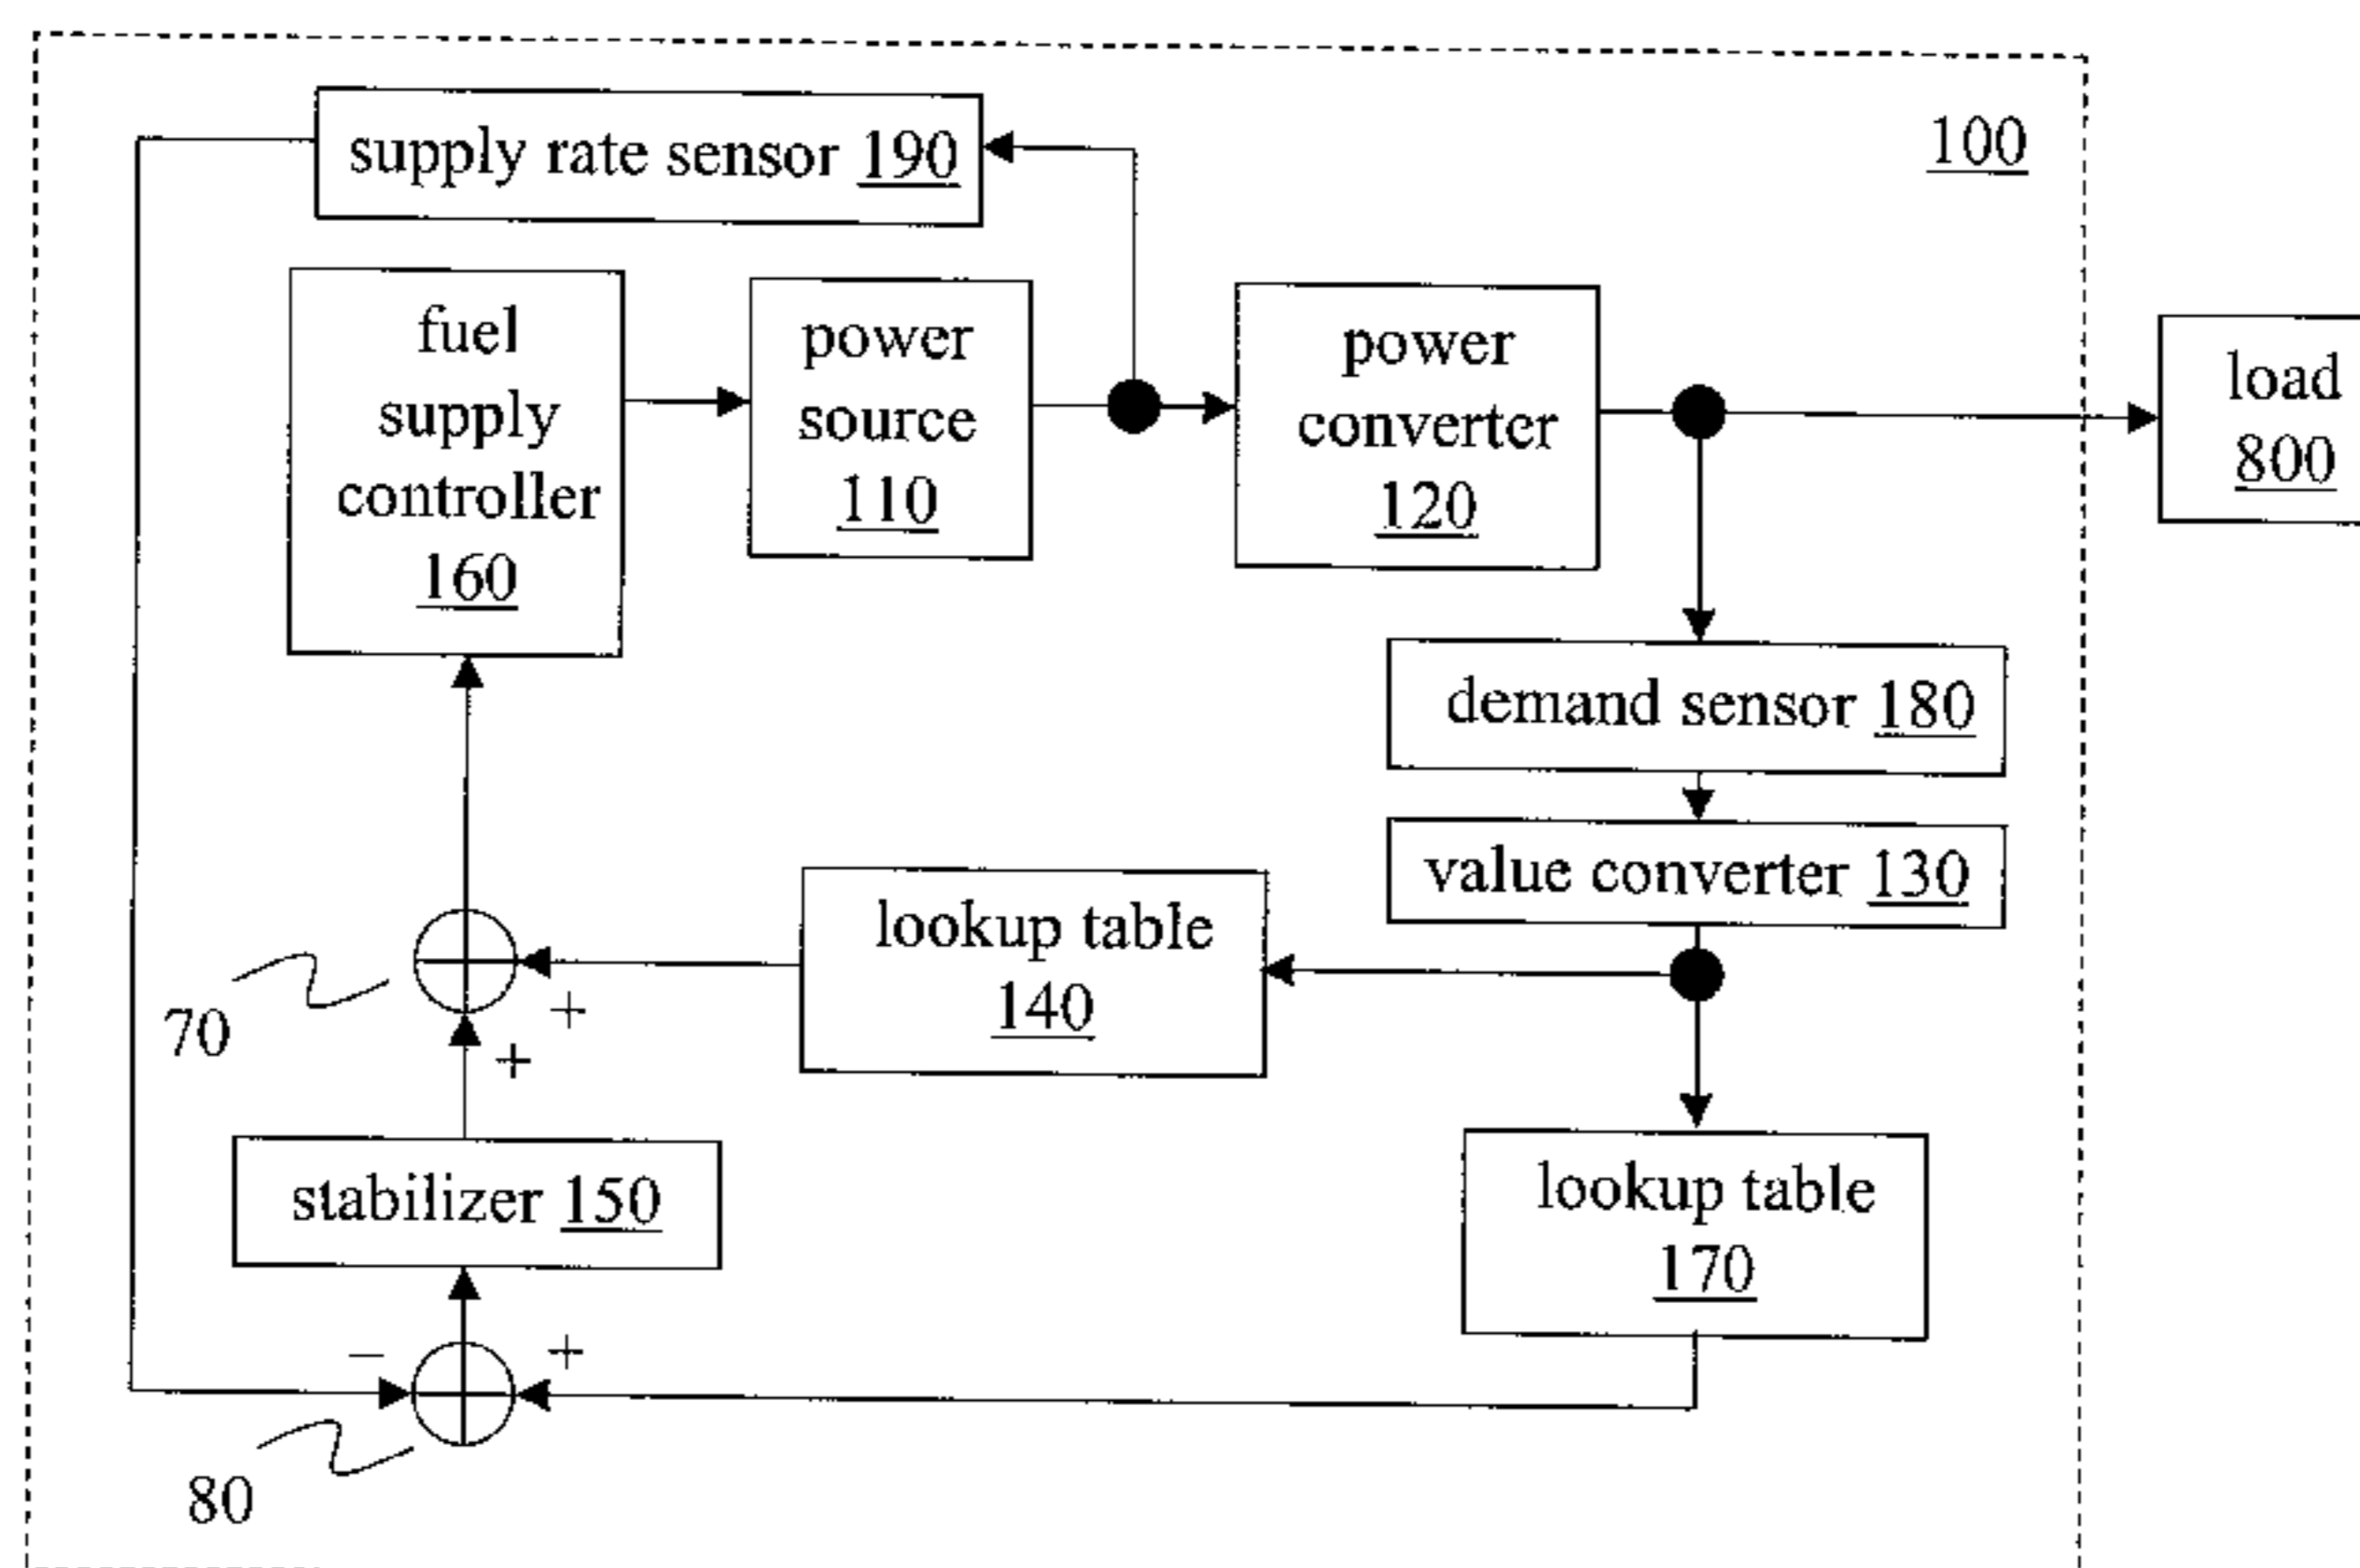 100
supply rate sensor 190
fuel
supply
controller
160
power
source
110
power
converter
120
load
800
demand sensor 180
value converter 130
lookup table
140
70
+
+
stabilizer 150
lookup table
170
−
+
80